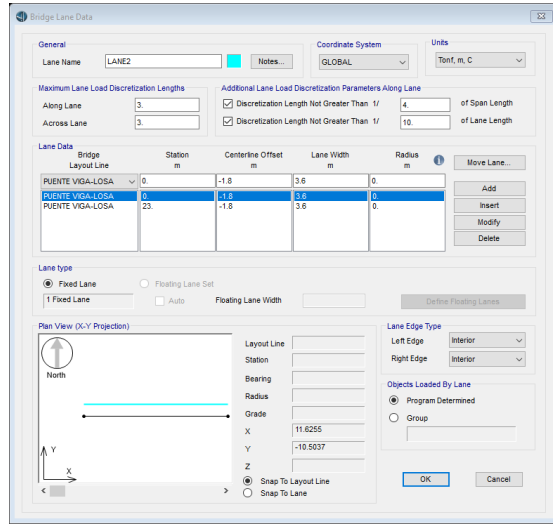 Bridge Lane Data
General
Lane Name LANE2 Notes...
Coordinate System
GLOBAL
Units
Tonf, m, C
Maximum Lane Load Discretization Lengths
Along Lane 3.
Across Lane 3.
Additional Lane Load Discretization Parameters Along Lane
Discretization Length Not Greater Than 1/ 4. of Span Length
Discretization Length Not Greater Than 1/ 10. of Lane Length
Lane Data
Bridge Station Centerline Offset Lane Width Radius
Layout Line m m m m
Move Lane...
PUENTE VIGA-LOSA 0. -1.8 3.6 0.
PUENTE VIGA-LOSA 0. -1.8 3.6 0.
PUENTE VIGA-LOSA 23. -1.8 3.6 0.
Add
Insert
Modify
Delete
Lane type
Fixed Lane Floating Lane Set
1 Fixed Lane Auto Floating Lane Width Define Floating Lanes
Plan View (X-Y Projection)
North
Y
X
Layout Line
Station
Bearing
Radius
Grade
X 11.6255
Y -10.5037
Z
Snap To Layout Line
Snap To Lane
Lane Edge Type
Left Edge Interior
Right Edge Interior
Objects Loaded By Lane
Program Determined
Group
OK Cancel